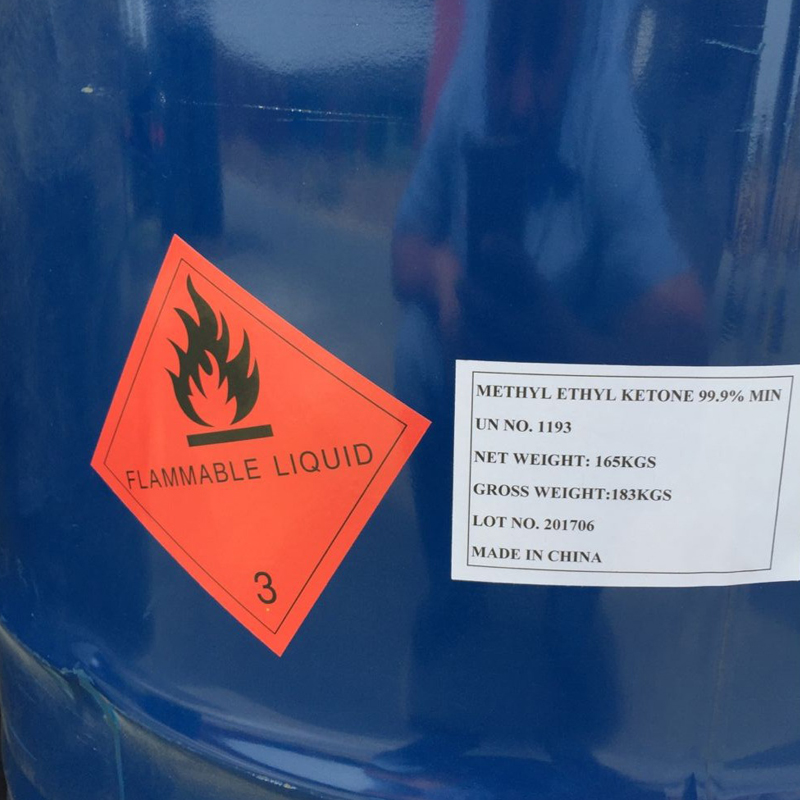 FLAMMABLE LIQUID
3
METHYL ETHYL KETONE 99.9% MIN
UN NO. 1193
NET WEIGHT: 165KGS
GROSS WEIGHT:183KGS
LOT NO. 201706
MADE IN CHINA